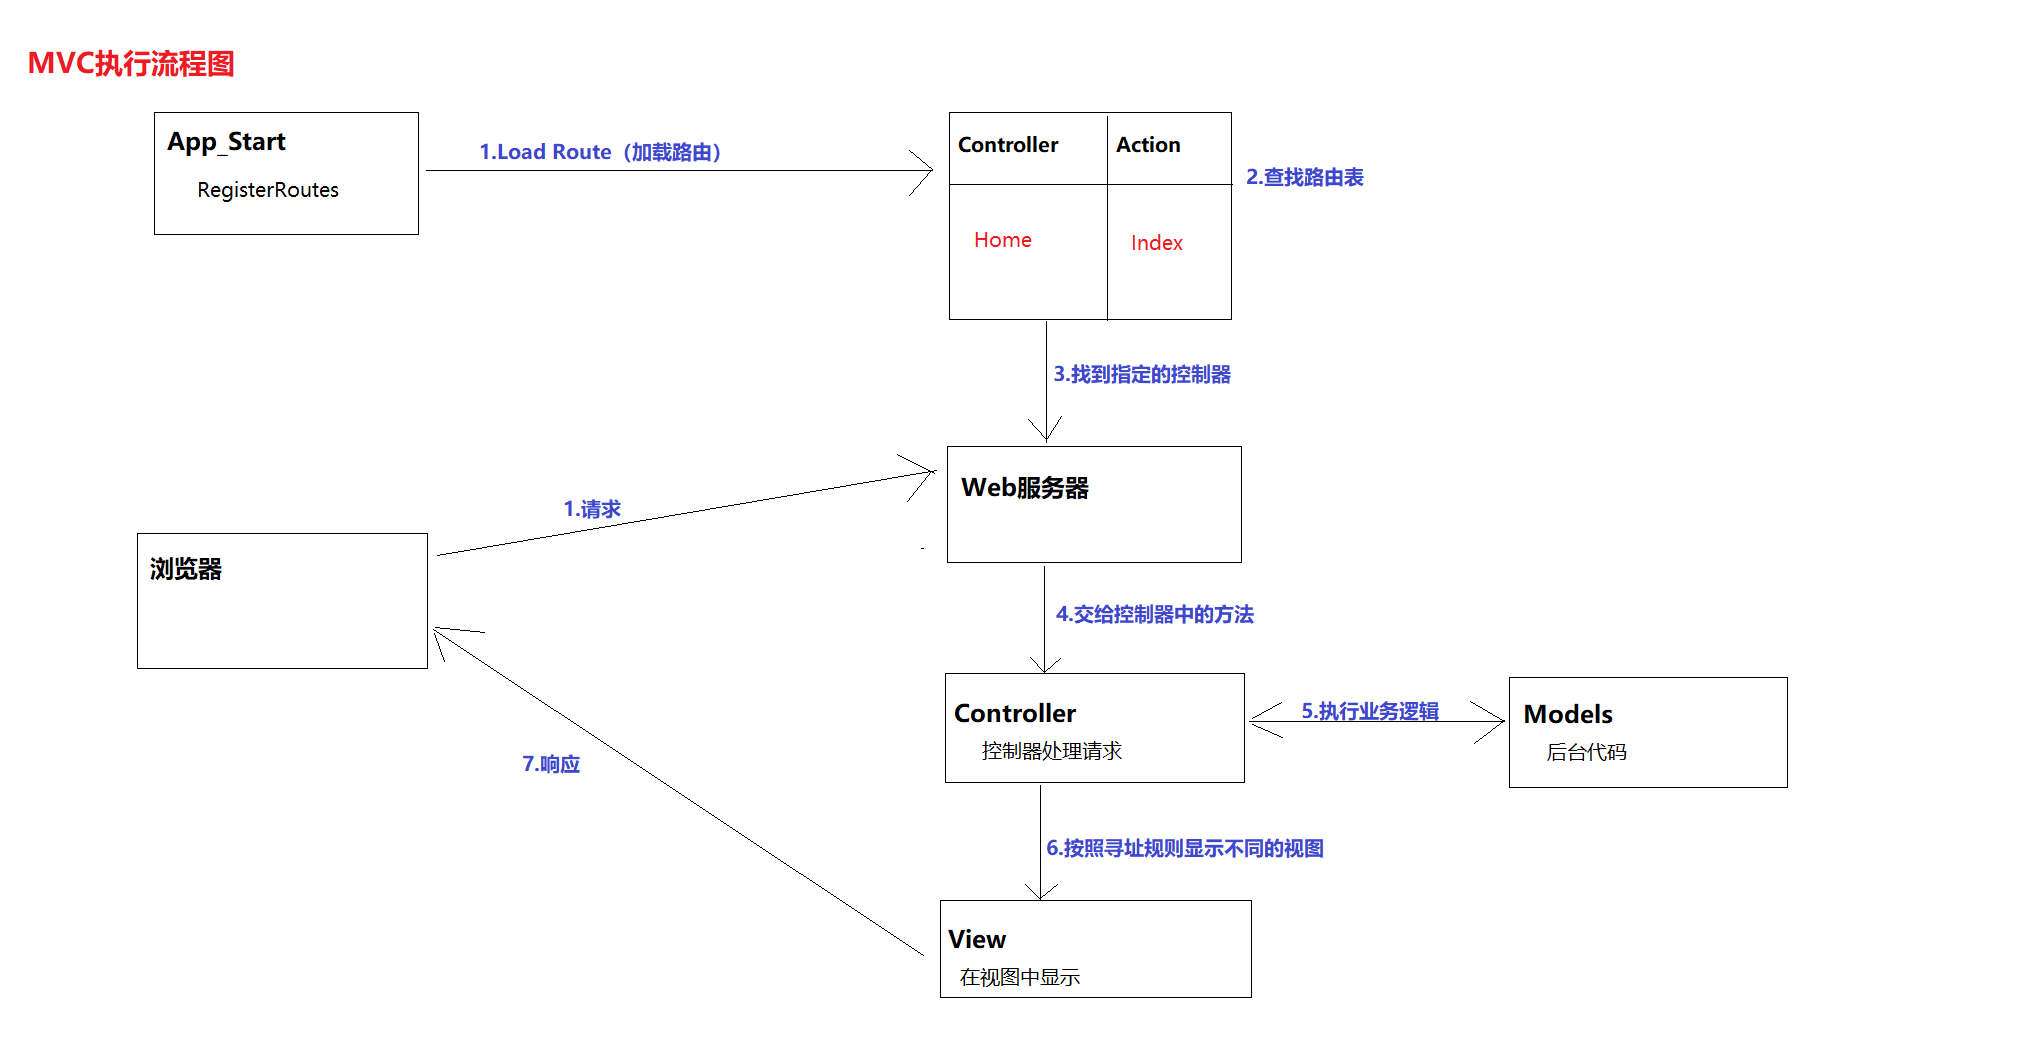 MVC执行流程图
App_Start
RegisterRoutes
1.Load Route（加载路由）
Controller
Action
2.查找路由表
Home
Index
3.找到指定的控制器
Web服务器
1.请求
浏览器
4.交给控制器中的方法
Controller
控制器处理请求
5.执行业务逻辑
Models
后台代码
7.响应
6.按照寻址规则显示不同的视图
View
在视图中显示